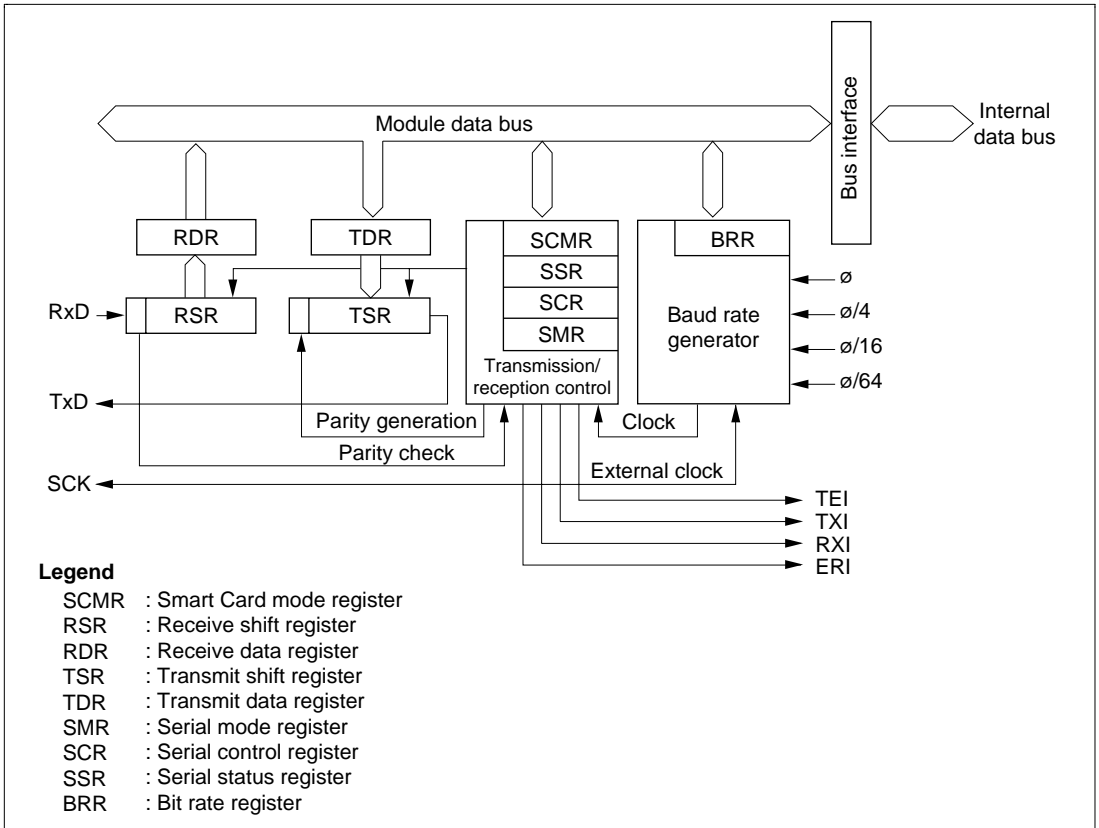 Module data bus
Bus interface
Internal
data bus
RDR
TDR
SCMR
SSR
SCR
SMR
Transmission/
reception control
BRR
Baud rate
generator
ø
ø/4
ø/16
ø/64
RxD
RSR
TSR
TxD
Parity generation
Parity check
Clock
SCK
External clock
TEI
TXI
RXI
ERI
Legend
SCMR : Smart Card mode register
RSR : Receive shift register
RDR : Receive data register
TSR : Transmit shift register
TDR : Transmit data register
SMR : Serial mode register
SCR : Serial control register
SSR : Serial status register
BRR : Bit rate register